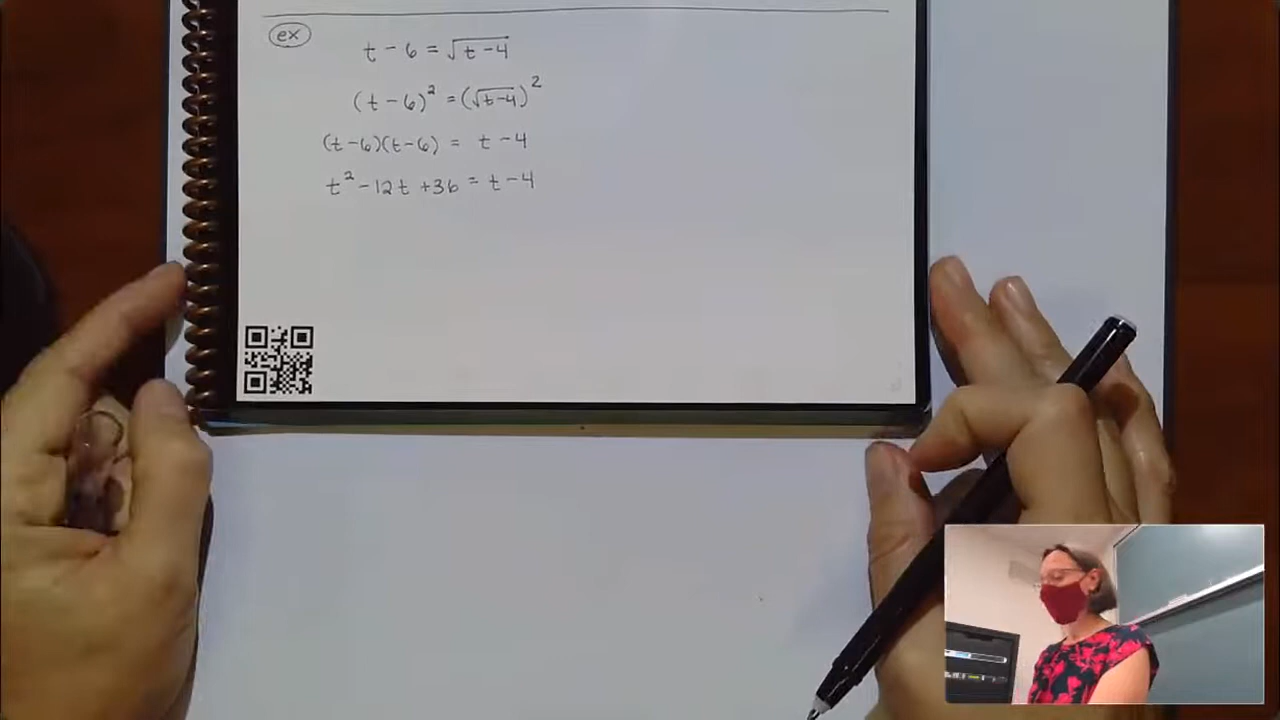 ex
t - 6 = √t-4
(t-6)² = (√t-4)²
(t-6)(t-6) = t-4
t² - 12t + 36 = t-4